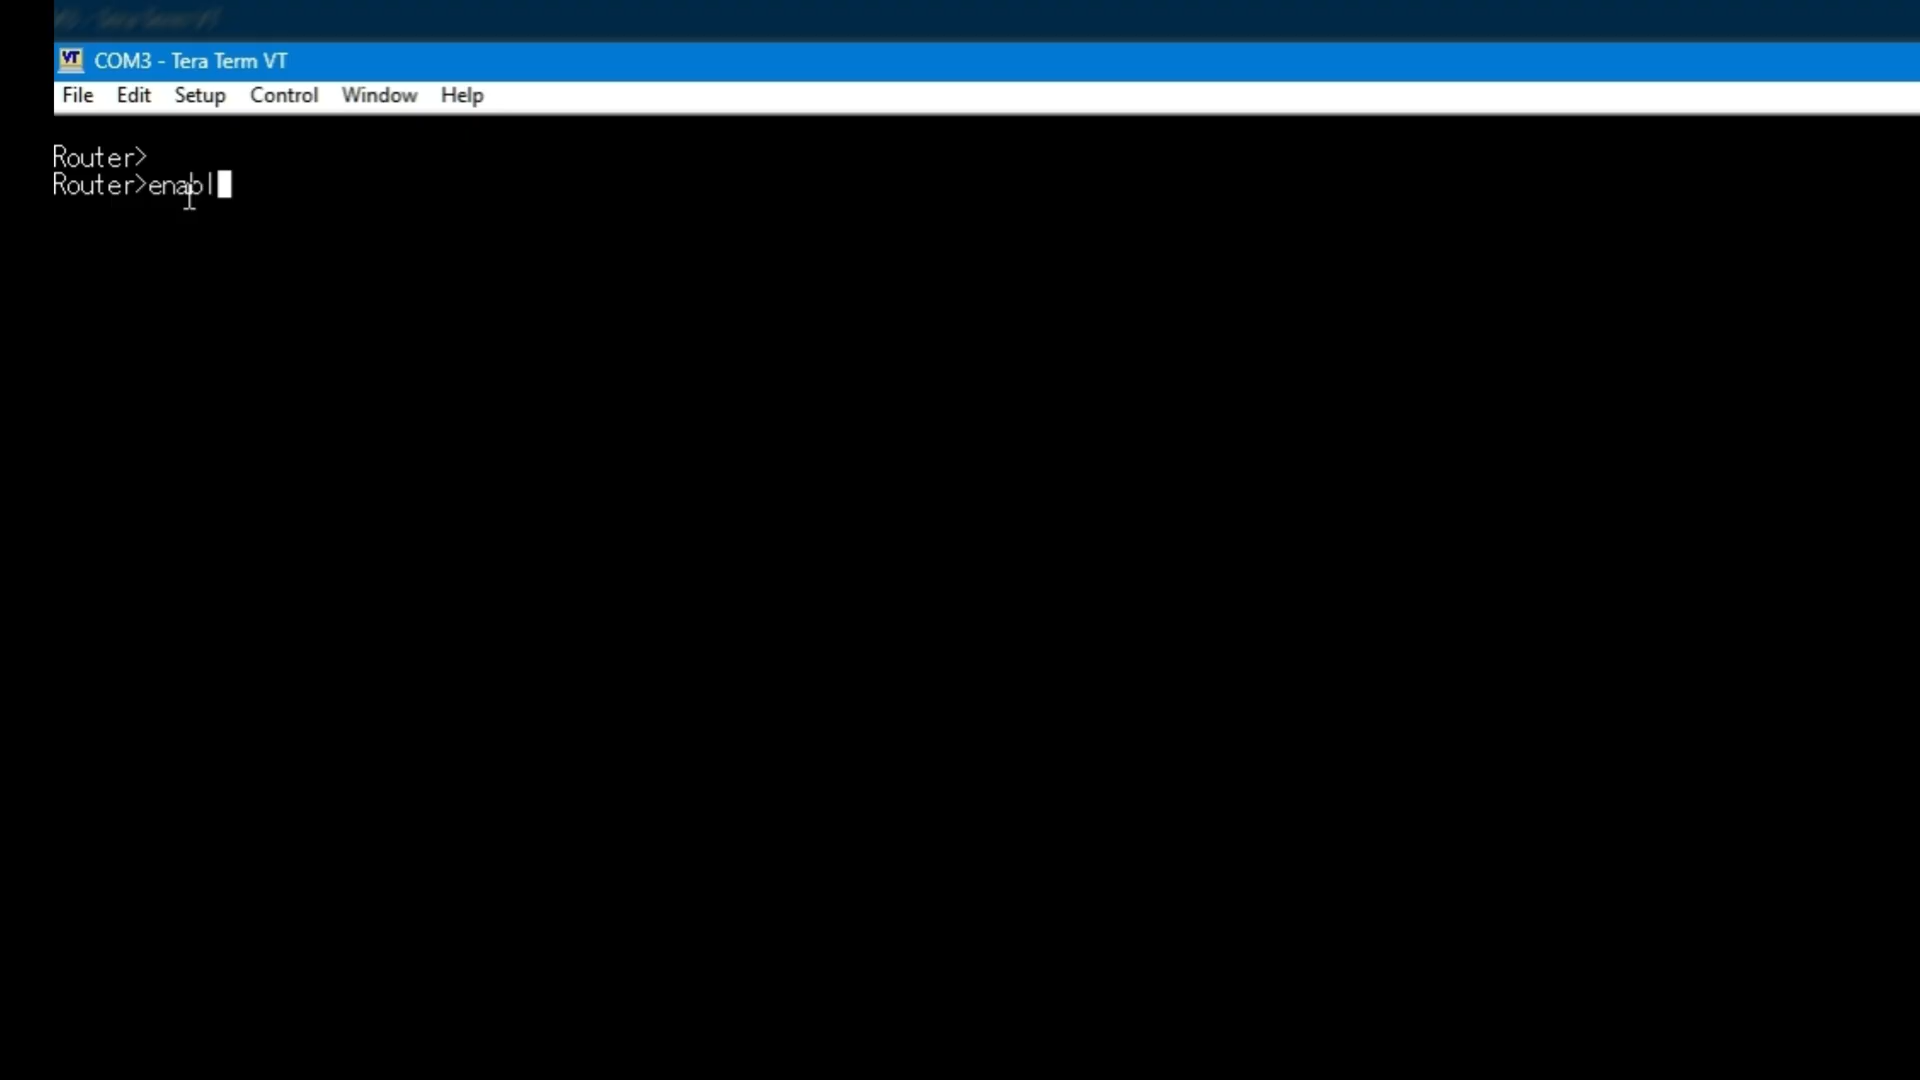 COM3 - Tera Term VT
File Edit Setup Control Window Help
Router>
Router>enabl